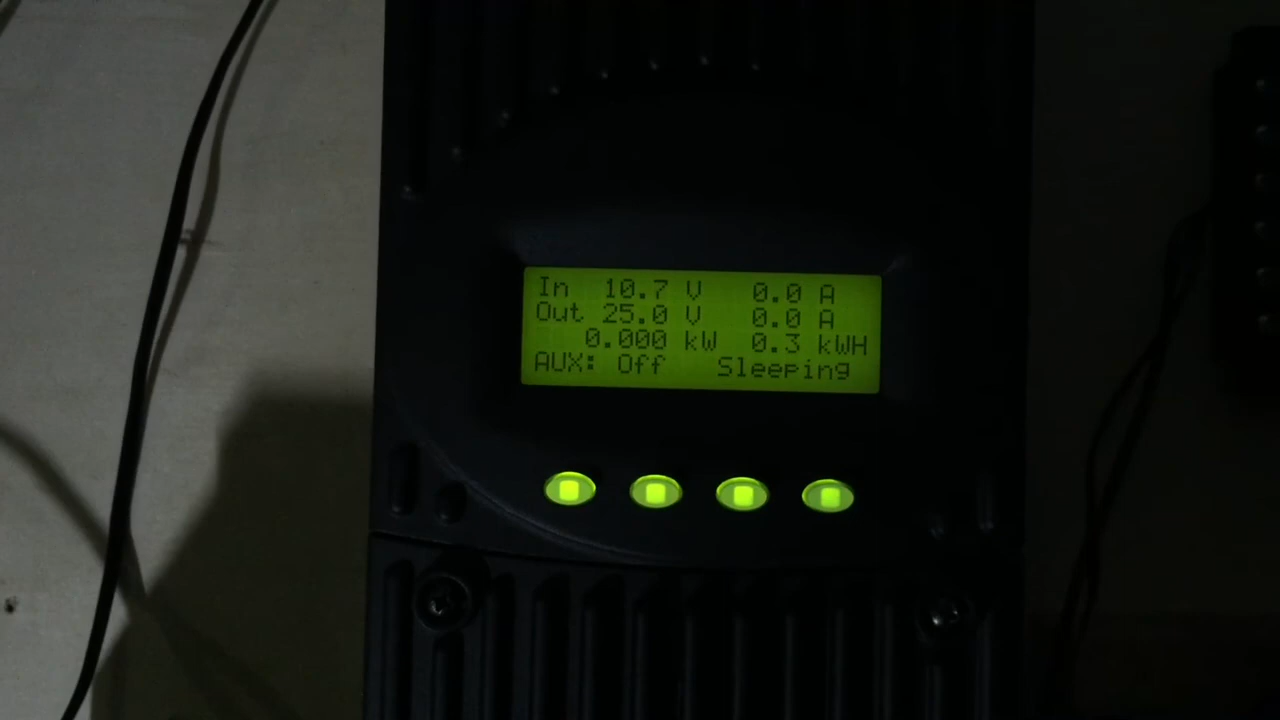 In 10.7 V 0.0 A
Out 25.0 V 0.0 A
0.000 kW 0.3 kWH
AUX: Off Sleeping